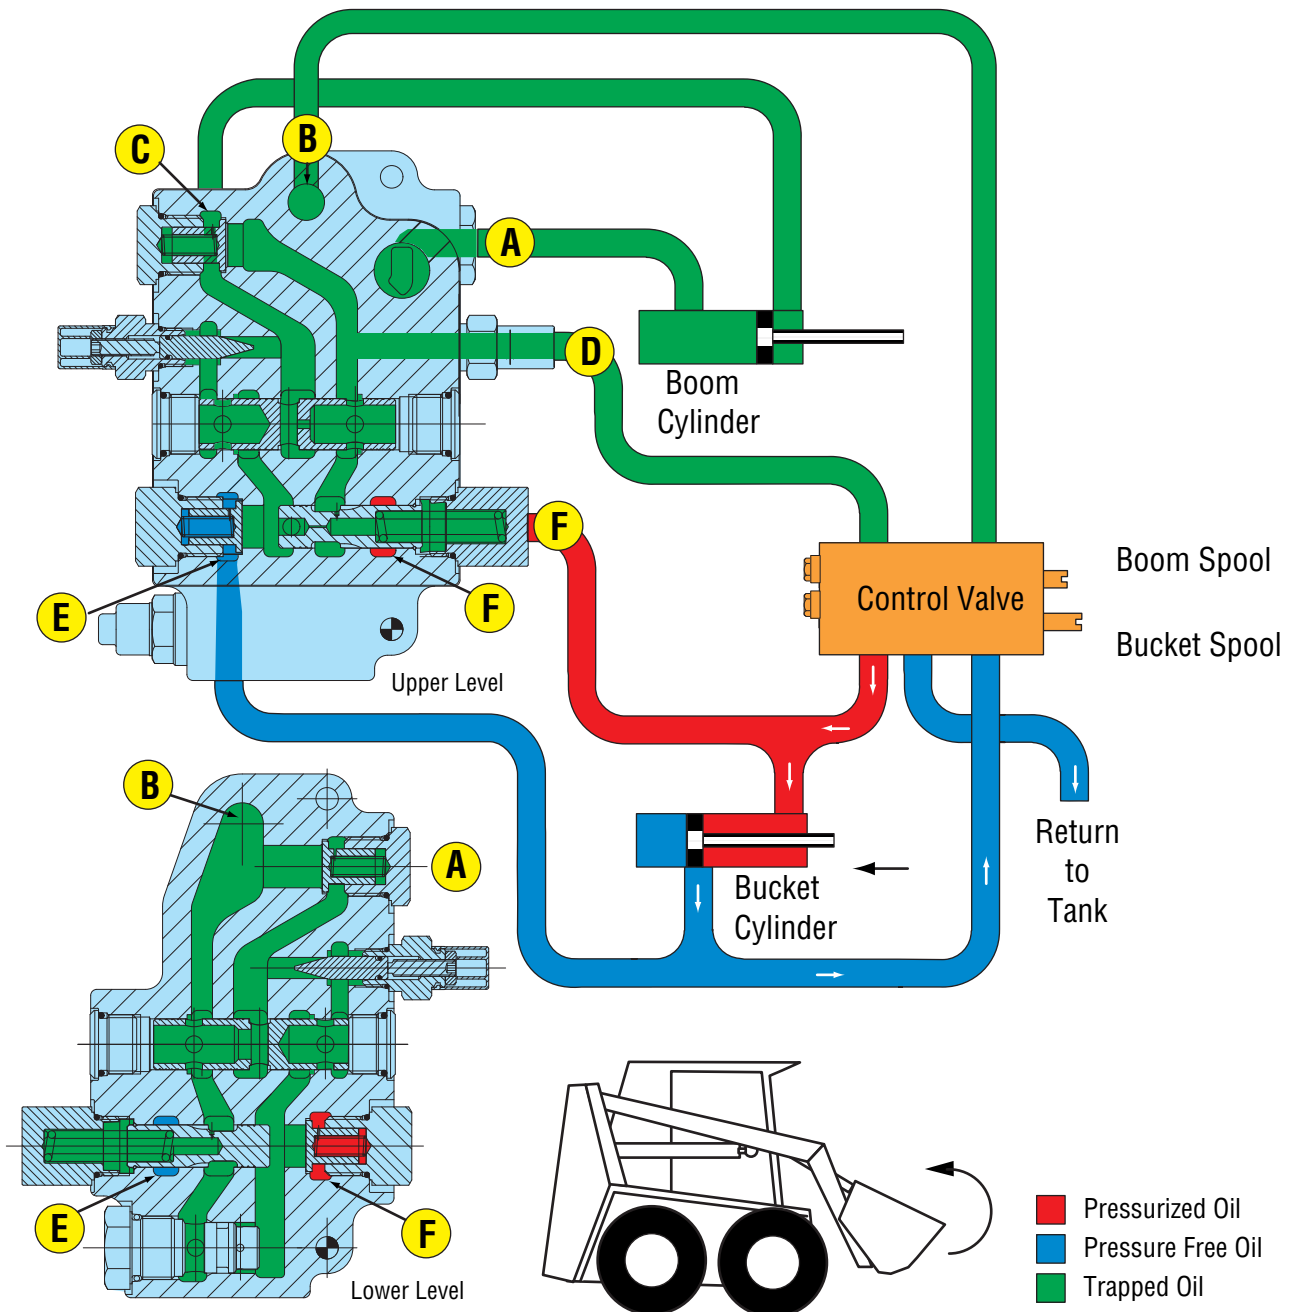 B
C
A
D
Boom
Cylinder
F
E
F
Control Valve
Boom Spool
Bucket Spool
Upper Level
B
A
Bucket
Cylinder
Return
to
Tank
E
F
Lower Level
Pressurized Oil
Pressure Free Oil
Trapped Oil